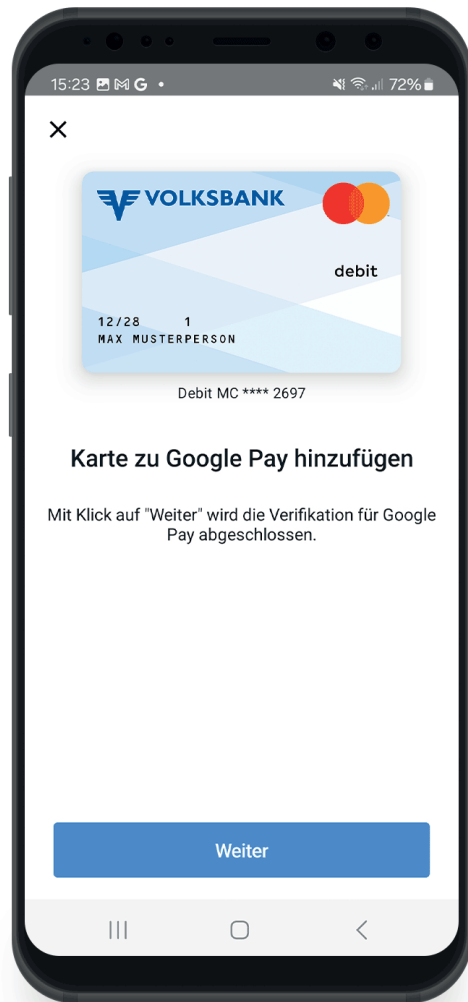 15:23 G
72%
VOLKSBANK
debit
12/28 1
MAX MUSTERPERSON
Debit MC **** 2697
Karte zu Google Pay hinzufügen
Mit Klick auf "Weiter" wird die Verifikation für Google
Pay abgeschlossen.
Weiter